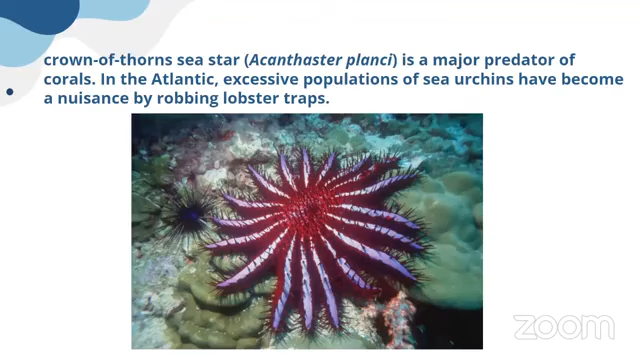 crown-of-thorns sea star (Acanthaster planci) is a major predator of
corals. In the Atlantic, excessive populations of sea urchins have become
a nuisance by robbing lobster traps.
zoom